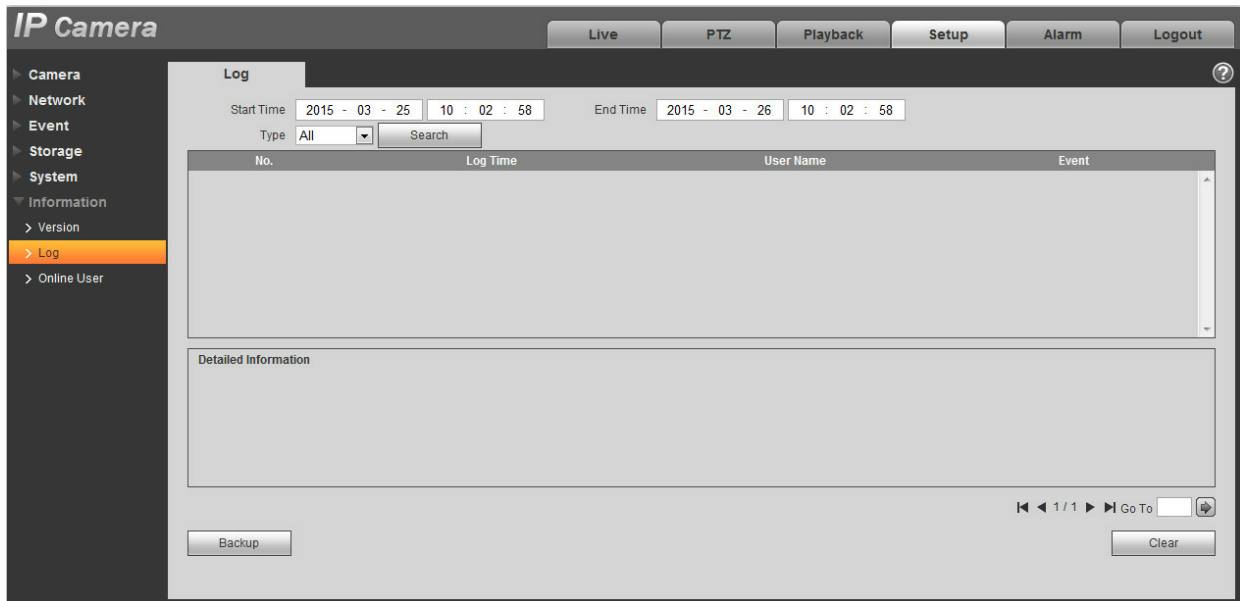 IP Camera
Live PTZ Playback Setup Alarm Logout
Camera
Network
Event
Storage
System
Information
Version
Log
Online User
Log
?
Start Time 2015 - 03 - 25 10 : 02 : 58 End Time 2015 - 03 - 26 10 : 02 : 58
Type All Search
No. Log Time User Name Event
Detailed Information
1 / 1 Go To
Backup Clear